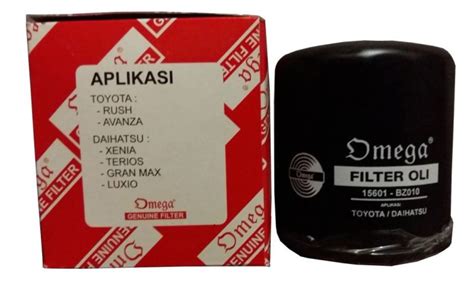 APLIKASI
TOYOTA :
- RUSH
- AVANZA
DAIHATSU :
- XENIA
- TERIOS
- GRAN MAX
- LUXIO
Omega®
GENUINE FILTER
Omega®
Omega
FILTER OLI
15601 - BZ010
APLIKASI
TOYOTA / DAIHATSU